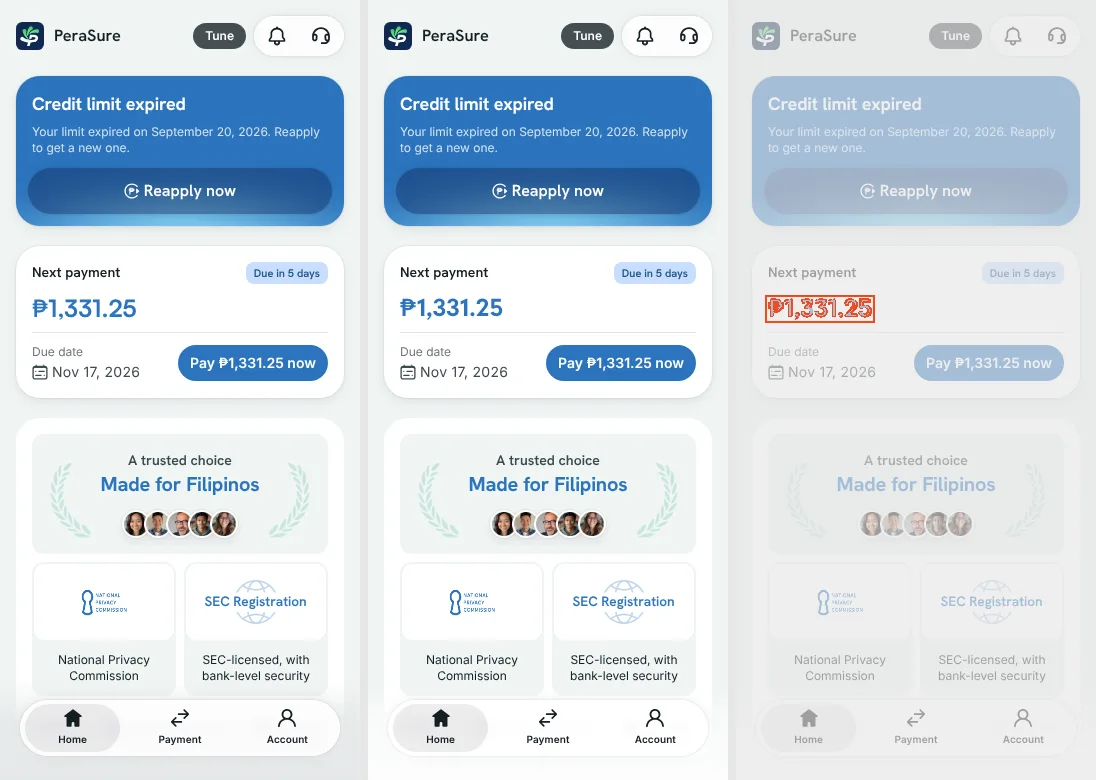 PeraSure
Tune
Credit limit expired
Your limit expired on September 20, 2026. Reapply
to get a new one.
Reapply now
Next payment
Due in 5 days
₱1,331.25
Due date
Nov 17, 2026
Pay ₱1,331.25 now
A trusted choice
Made for Filipinos
NATIONAL
PRIVACY
COMMISSION
SEC Registration
National Privacy
Commission
SEC-licensed, with
bank-level security
Home
Payment
Account
PeraSure
Tune
Credit limit expired
Your limit expired on September 20, 2026. Reapply
to get a new one.
Reapply now
Next payment
Due in 5 days
₱1,331.25
Due date
Nov 17, 2026
Pay ₱1,331.25 now
A trusted choice
Made for Filipinos
NATIONAL
PRIVACY
COMMISSION
SEC Registration
National Privacy
Commission
SEC-licensed, with
bank-level security
Home
Payment
Account
PeraSure
Tune
Credit limit expired
Your limit expired on September 20, 2026. Reapply
to get a new one.
Reapply now
Next payment
Due in 5 days
₱1,331.25
Due date
Nov 17, 2026
Pay ₱1,331.25 now
A trusted choice
Made for Filipinos
NATIONAL
PRIVACY
COMMISSION
SEC Registration
National Privacy
Commission
SEC-licensed, with
bank-level security
Home
Payment
Account